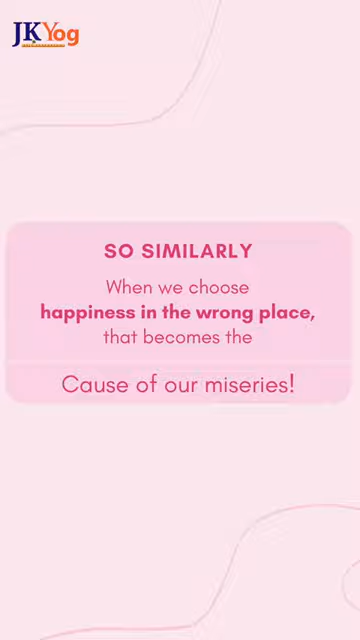 JKYog
SO SIMILARLY
When we choose
happiness in the wrong place,
that becomes the
Cause of our miseries!